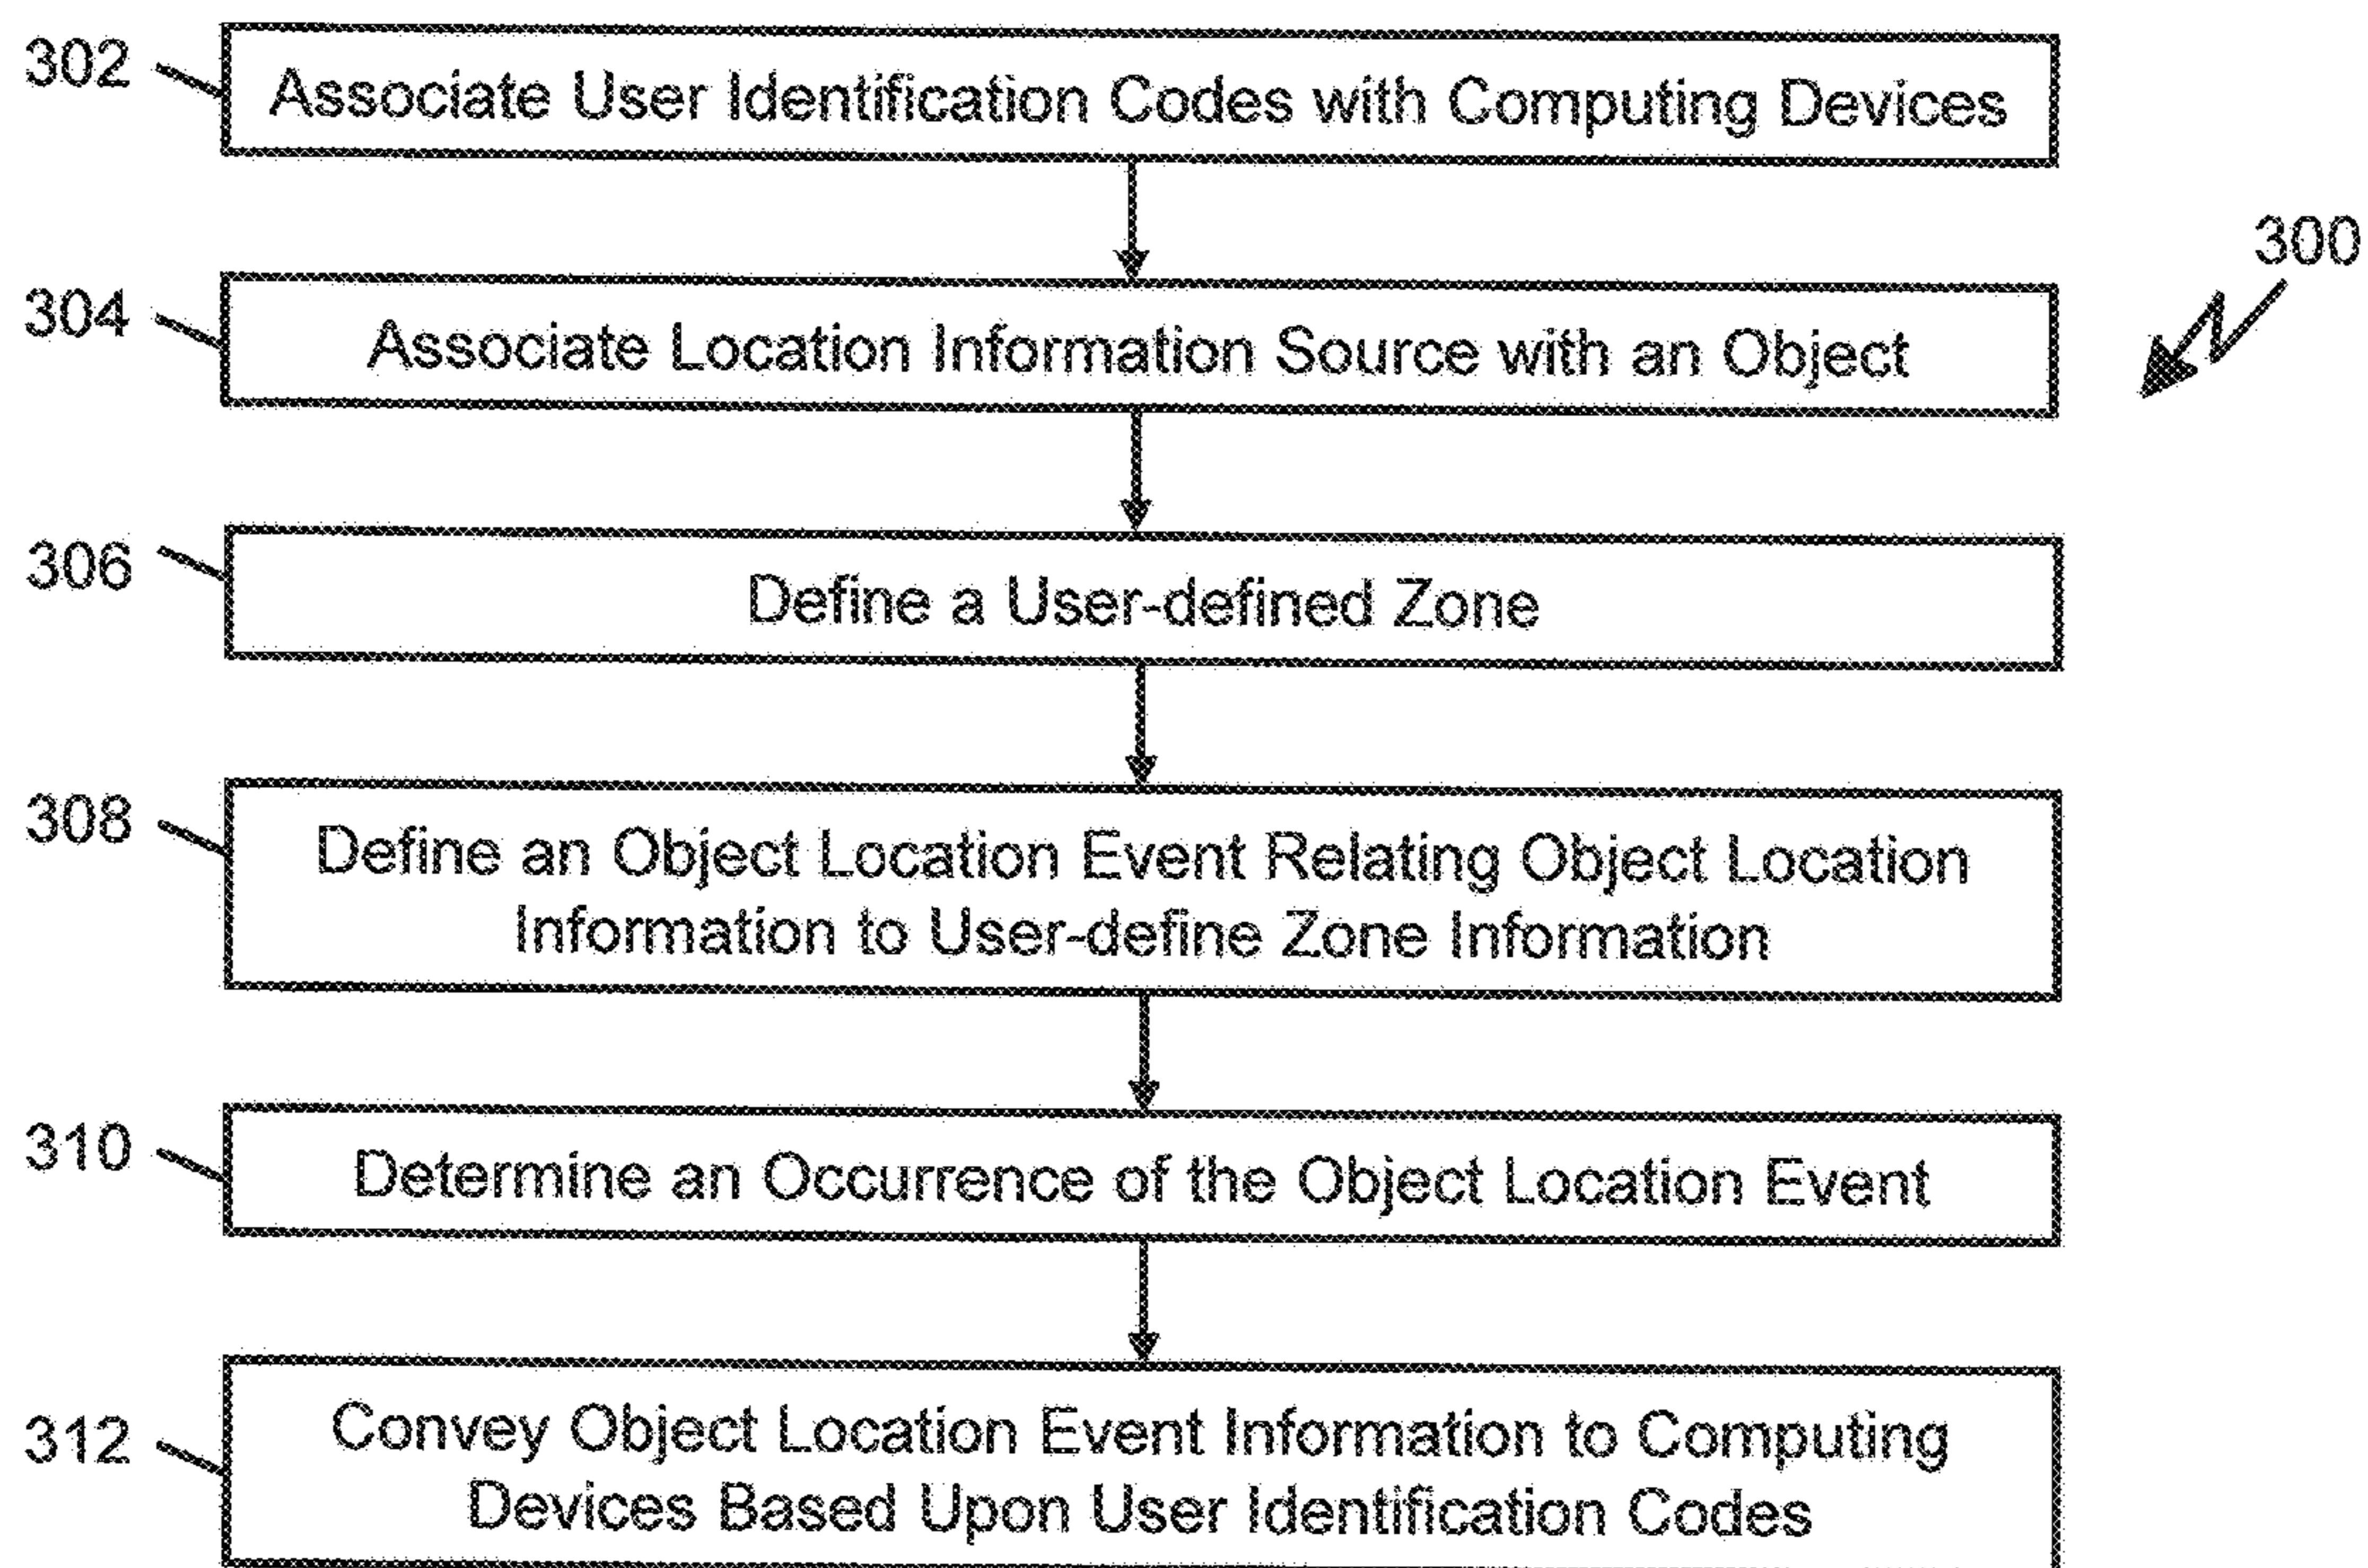 302
Associate User Identification Codes with Computing Devices
300
304
Associate Location Information Source with an Object
306
Define a User-defined Zone
308
Define an Object Location Event Relating Object Location
Information to User-define Zone Information
310
Determine an Occurrence of the Object Location Event
312
Convey Object Location Event Information to Computing
Devices Based Upon User Identification Codes